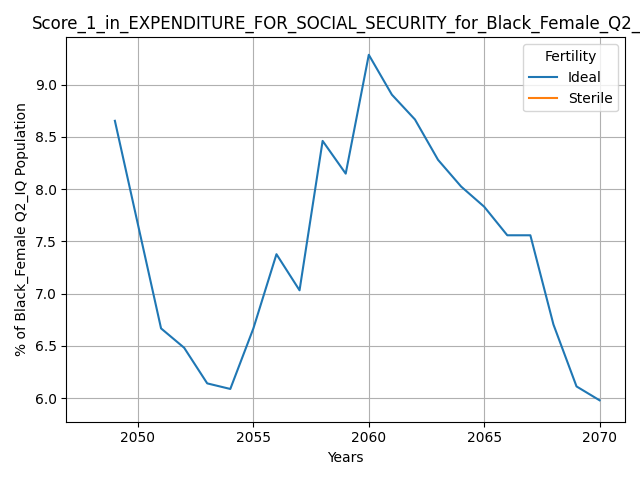 Score_1_in_EXPENDITURE_FOR_SOCIAL_SECURITY_for_Black_Female_Q2_
Fertility
Ideal
Sterile
% of Black_Female Q2_IQ Population
9.0
8.5
8.0
7.5
7.0
6.5
6.0
2050
2055
2060
2065
2070
Years